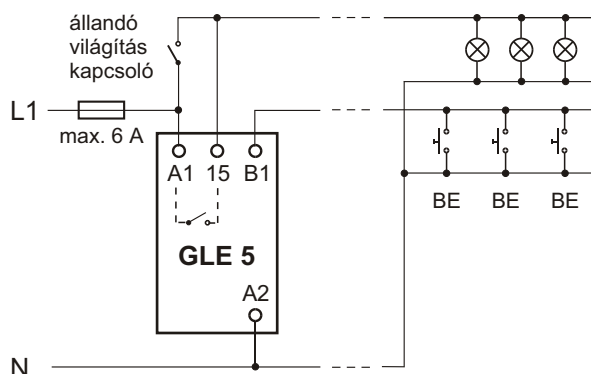 állandó
világítás
kapcsoló
L1
max. 6 A
A1 15 B1
GLE 5
A2
BE BE BE
N